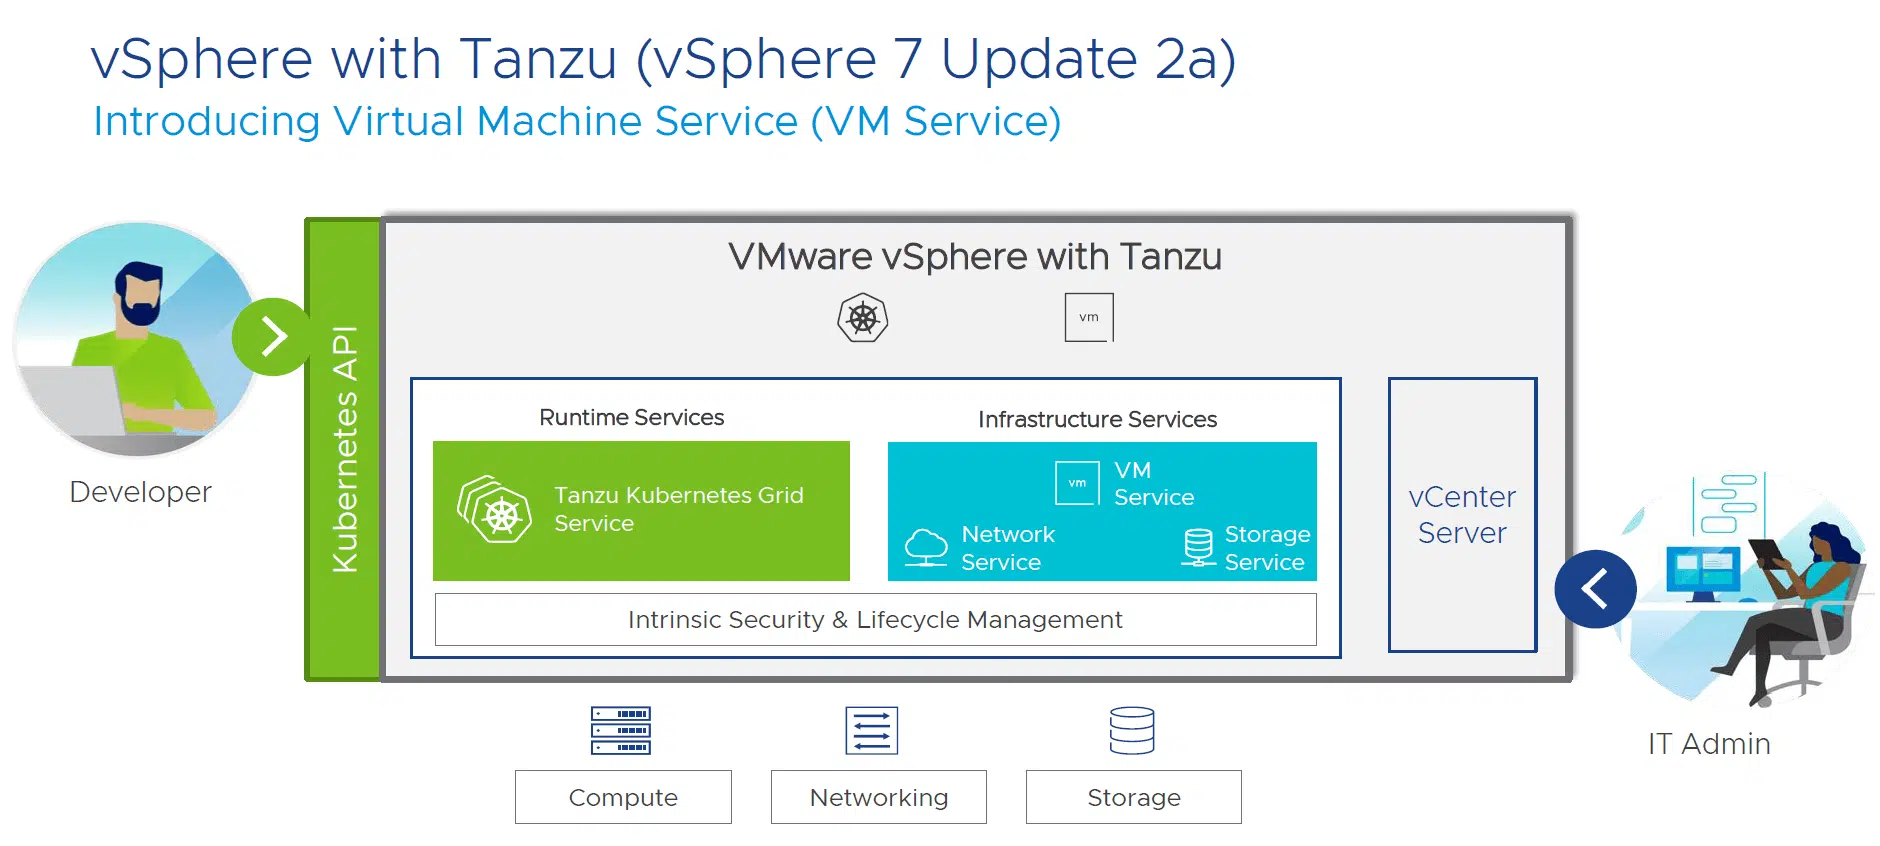 vSphere with Tanzu (vSphere 7 Update 2a)
Introducing Virtual Machine Service (VM Service)
Developer
Kubernetes API
VMware vSphere with Tanzu
vm
Runtime Services
Tanzu Kubernetes Grid
Service
Infrastructure Services
vm
VM
Service
Network
Service
Storage
Service
Intrinsic Security & Lifecycle Management
vCenter
Server
IT Admin
Compute
Networking
Storage